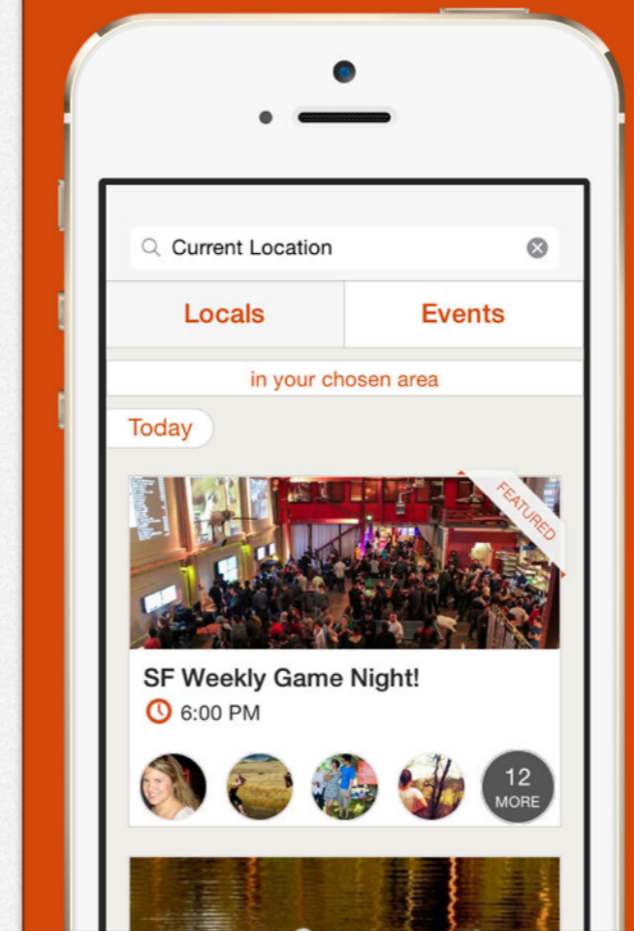 Current Location
Locals
Events
in your chosen area
Today
FEATURED
SF Weekly Game Night!
6:00 PM
12
MORE